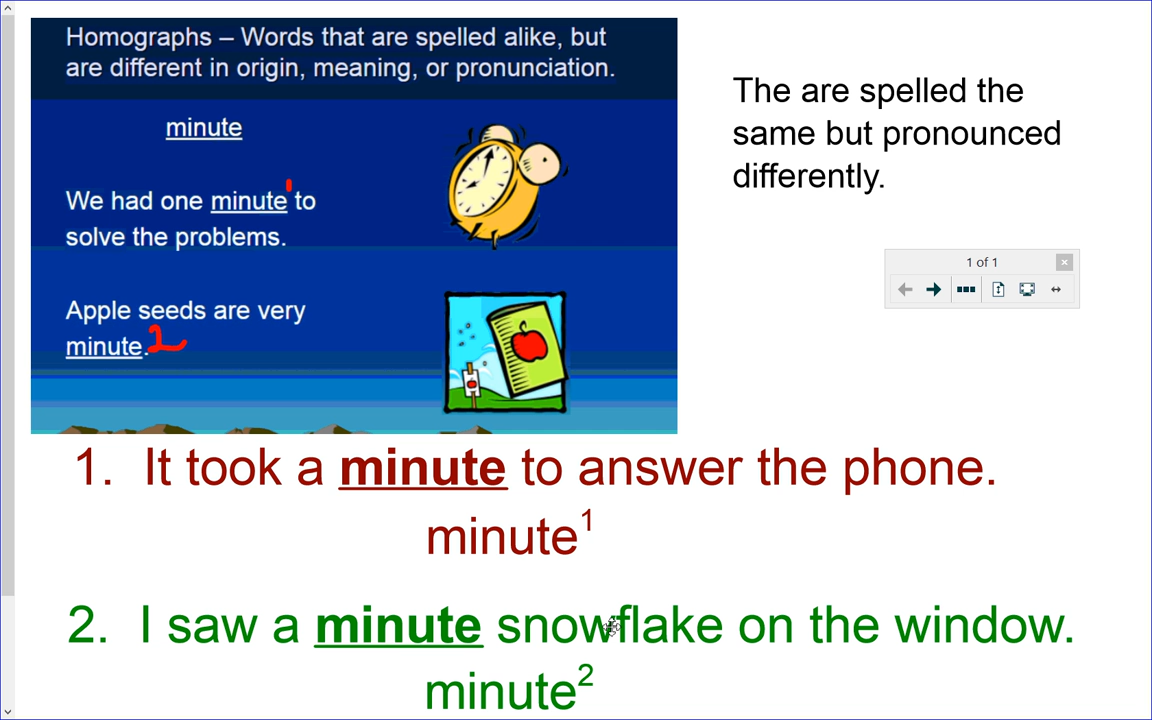 Homographs – Words that are spelled alike, but
are different in origin, meaning, or pronunciation.
minute
We had one minute1 to
solve the problems.
Apple seeds are very
minute.2
The are spelled the
same but pronounced
differently.
1 of 1
1. It took a minute to answer the phone.
minute¹
2. I saw a minute snowflake on the window.
minute²